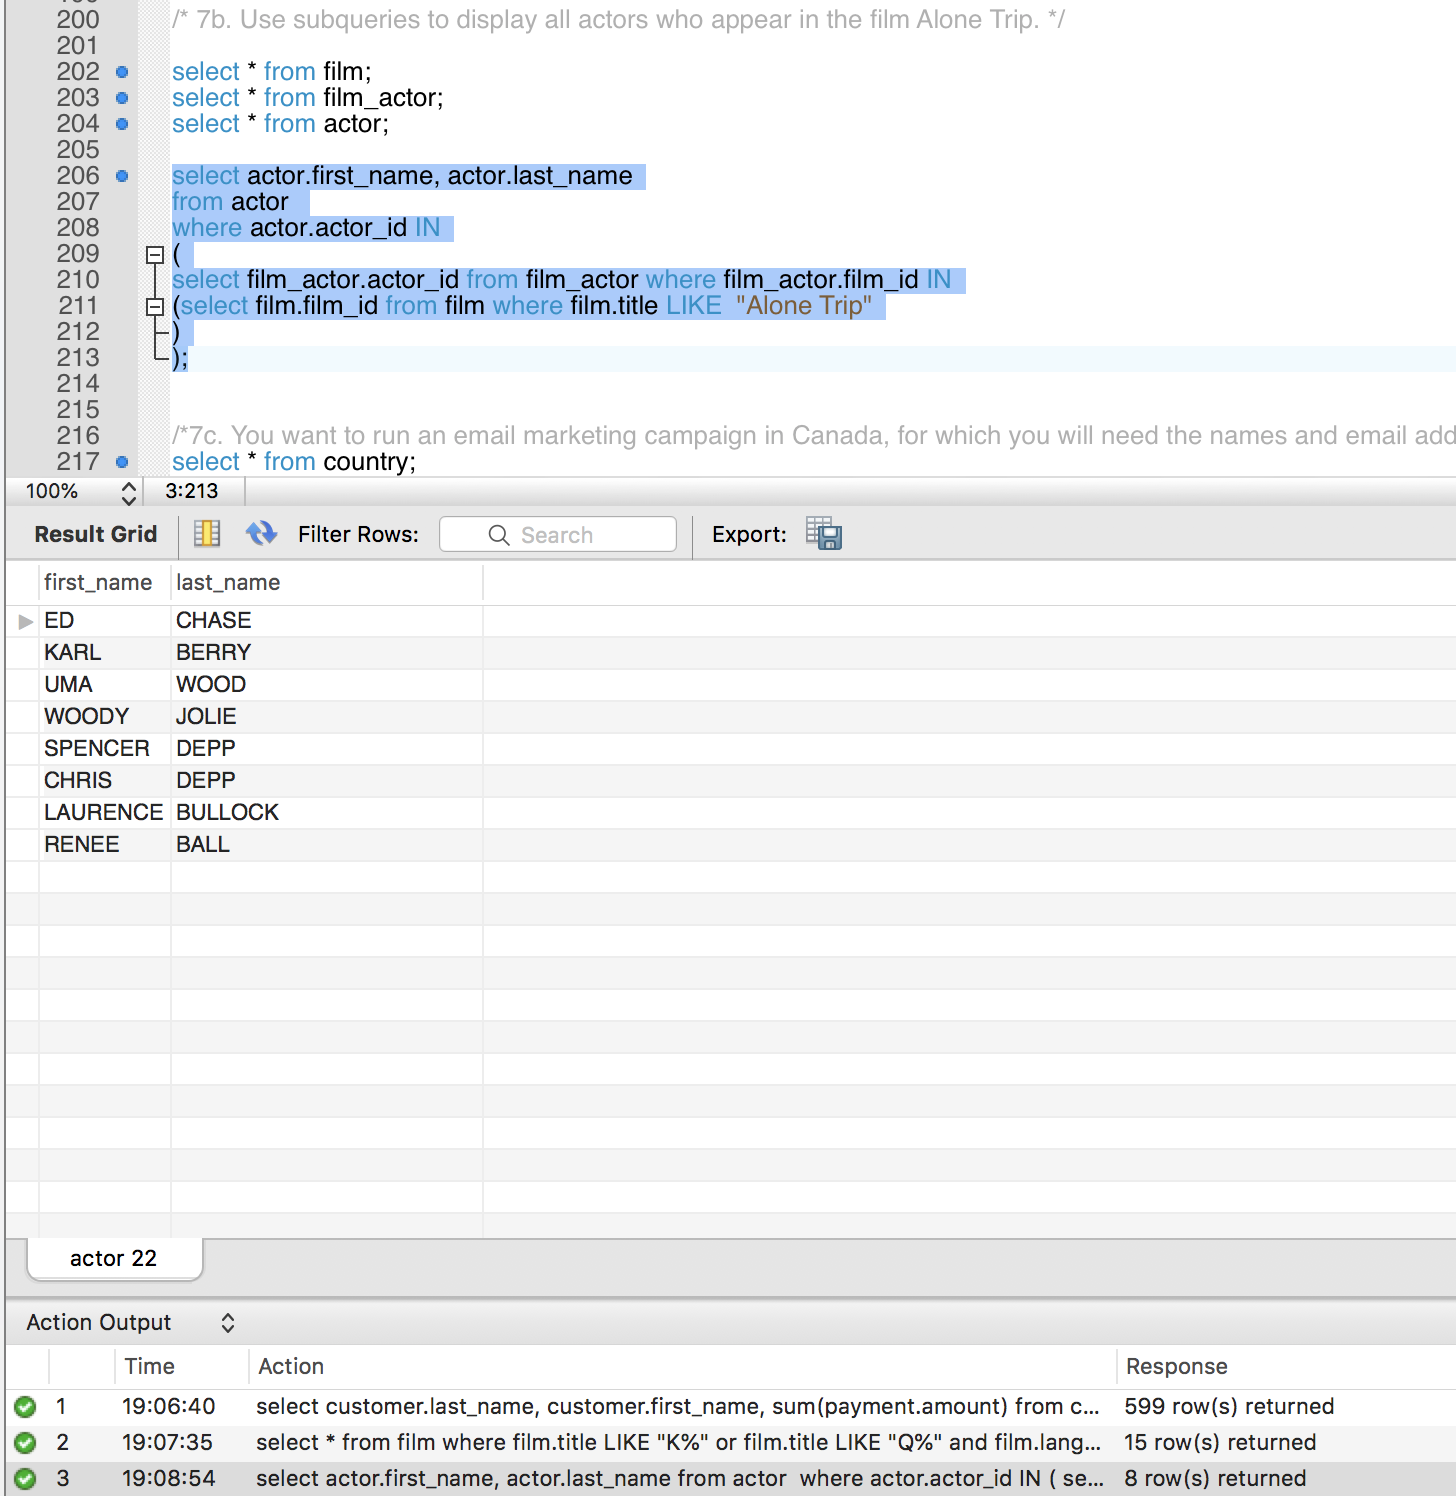 200 /* 7b. Use subqueries to display all actors who appear in the film Alone Trip. */
201
202 select * from film;
203 select * from film_actor;
204 select * from actor;
205
206 select actor.first_name, actor.last_name
207 from actor
208 where actor.actor_id IN
209 (
210 select film_actor.actor_id from film_actor where film_actor.film_id IN
211 (select film.film_id from film where film.title LIKE  "Alone Trip"
212 )
213 );
214
215
216 /*7c. You want to run an email marketing campaign in Canada, for which you will need the names and email add
217 select * from country;
100% 3:213
Result Grid Filter Rows: Search Export:
first_name last_name
ED CHASE
KARL BERRY
UMA WOOD
WOODY JOLIE
SPENCER DEPP
CHRIS DEPP
LAURENCE BULLOCK
RENEE BALL
actor 22
Action Output
Time Action Response
1 19:06:40 select customer.last_name, customer.first_name, sum(payment.amount) from c... 599 row(s) returned
2 19:07:35 select * from film where film.title LIKE "K%" or film.title LIKE "Q%" and film.lang... 15 row(s) returned
3 19:08:54 select actor.first_name, actor.last_name from actor  where actor.actor_id IN ( se... 8 row(s) returned